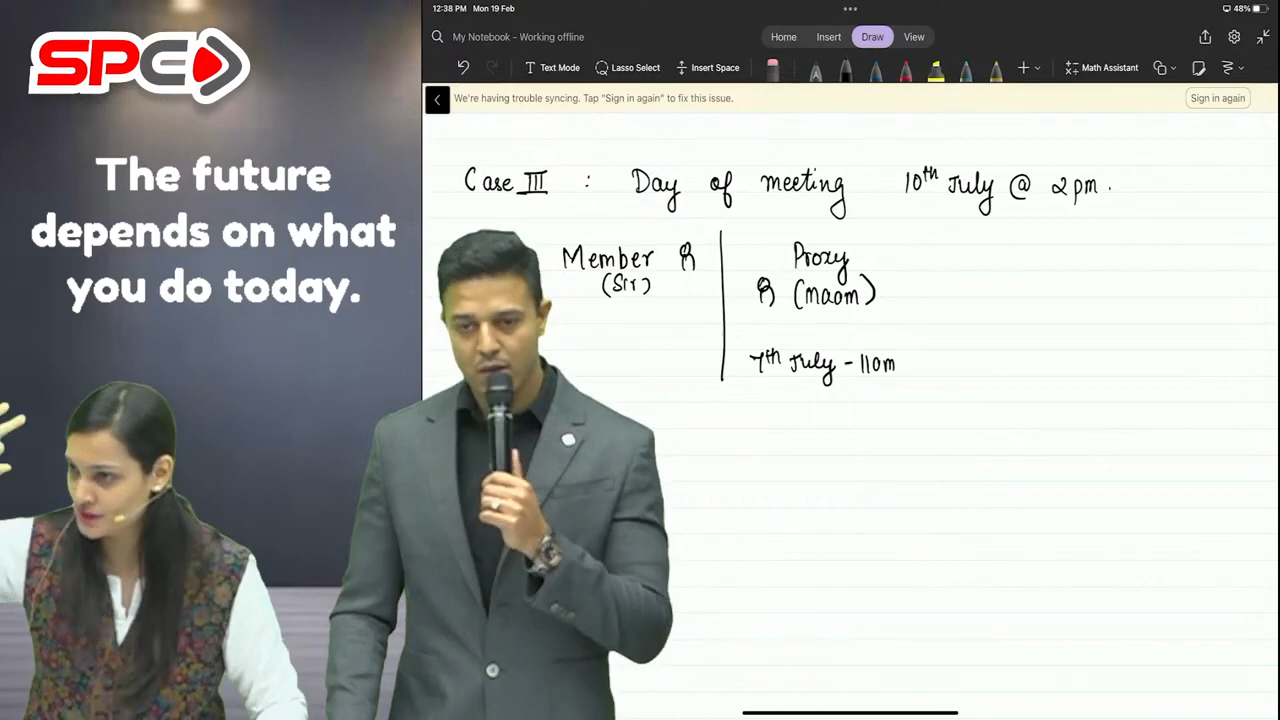 12:38 PM Mon 19 Feb
48%
SPC
My Notebook - Working offline
Home Insert Draw View
Text Mode Lasso Select Insert Space Math Assistant
We're having trouble syncing. Tap "Sign in again" to fix this issue.
Sign in again
The future
depends on what
you do today.
Case III : Day of meeting 10th July @ 2pm.
Member
(Sir)
Proxy
(Maam)
7th July - 11am